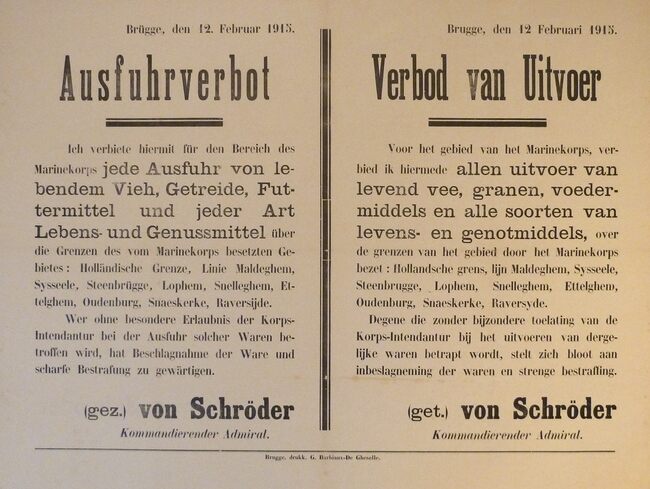 Brügge, den 12. Februar 1915.
Ausfuhrverbot
Ich verbiete hiermit für den Bereich des
Marinekorps jede Ausfuhr von le-
bendem Vieh, Getreide, Fut-
termittel und jeder Art
Lebens- und Genussmittel über
die Grenzen des vom Marinekorps besetzten Ge-
bietes : Holländische Grenze, Linie Maldeghem,
Sysseele, Steenbrügge, Lophem, Snelleghem, Et-
telghem, Oudenburg, Snaeskerke, Raversijde.
Wer ohne besondere Erlaubnis der Korps-
Intendantur bei der Ausfuhr solcher Waren be-
troffen wird, hat Beschlagnahme der Ware und
scharfe Bestrafung zu gewärtigen.
(gez.) von Schröder
Kommandierender Admiral.
Brugge, den 12 Februari 1915.
Verbod van Uitvoer
Voor het gebied van het Marinekorps, ver-
bied ik hiermede allen uitvoer van
levend vee, granen, voeder-
middels en alle soorten van
levens- en genotmiddels, over
de grenzen van het gebied door het Marinekorps
bezet : Hollandsche grens, lijn Maldeghem, Sysseele,
Steenbrugge, Lophem, Snelleghem, Ettelghem,
Oudenburg, Snaeskerke, Raversyde.
Degene die zonder bijzondere toelating van de
Korps-Intendantur bij het uitvoeren van derge-
lijke waren betrapt wordt, stelt zich bloot aan
inbeslagneming der waren en strenge bestraffing.
(get.) von Schröder
Kommandierender Admiral.
Brugge, drukk. G. Barbiaux-De Gheselle.